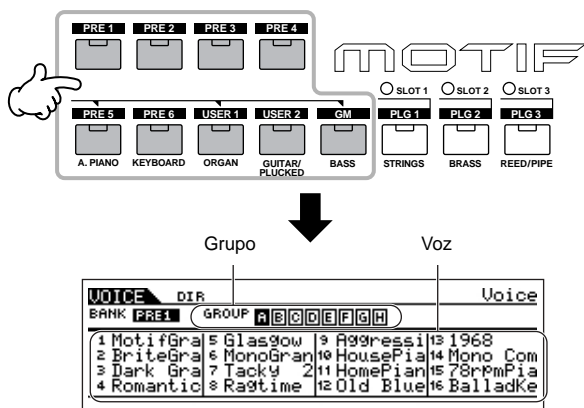 PRE 1 PRE 2 PRE 3 PRE 4
MOTIF
SLOT 1 SLOT 2 SLOT 3
PRE 5 PRE 6 USER 1 USER 2 GM PLG 1 PLG 2 PLG 3
A. PIANO KEYBOARD ORGAN GUITAR/ BASS STRINGS BRASS REED/PIPE
PLUCKED
Grupo Voz
VOICE DIR Voice
BANK PRE1 GROUP A B C D E F G H
1 MotifGra 5 Glasgow 9 Aggressi 13 1968
2 BriteGra 6 MonoGran 10 HousePia 14 Mono Com
3 Dark Gra 7 Tacky 2 11 HomePian 15 78rpmPia
4 Romantic 8 Ragtime 12 Old Blue 16 BalladKe